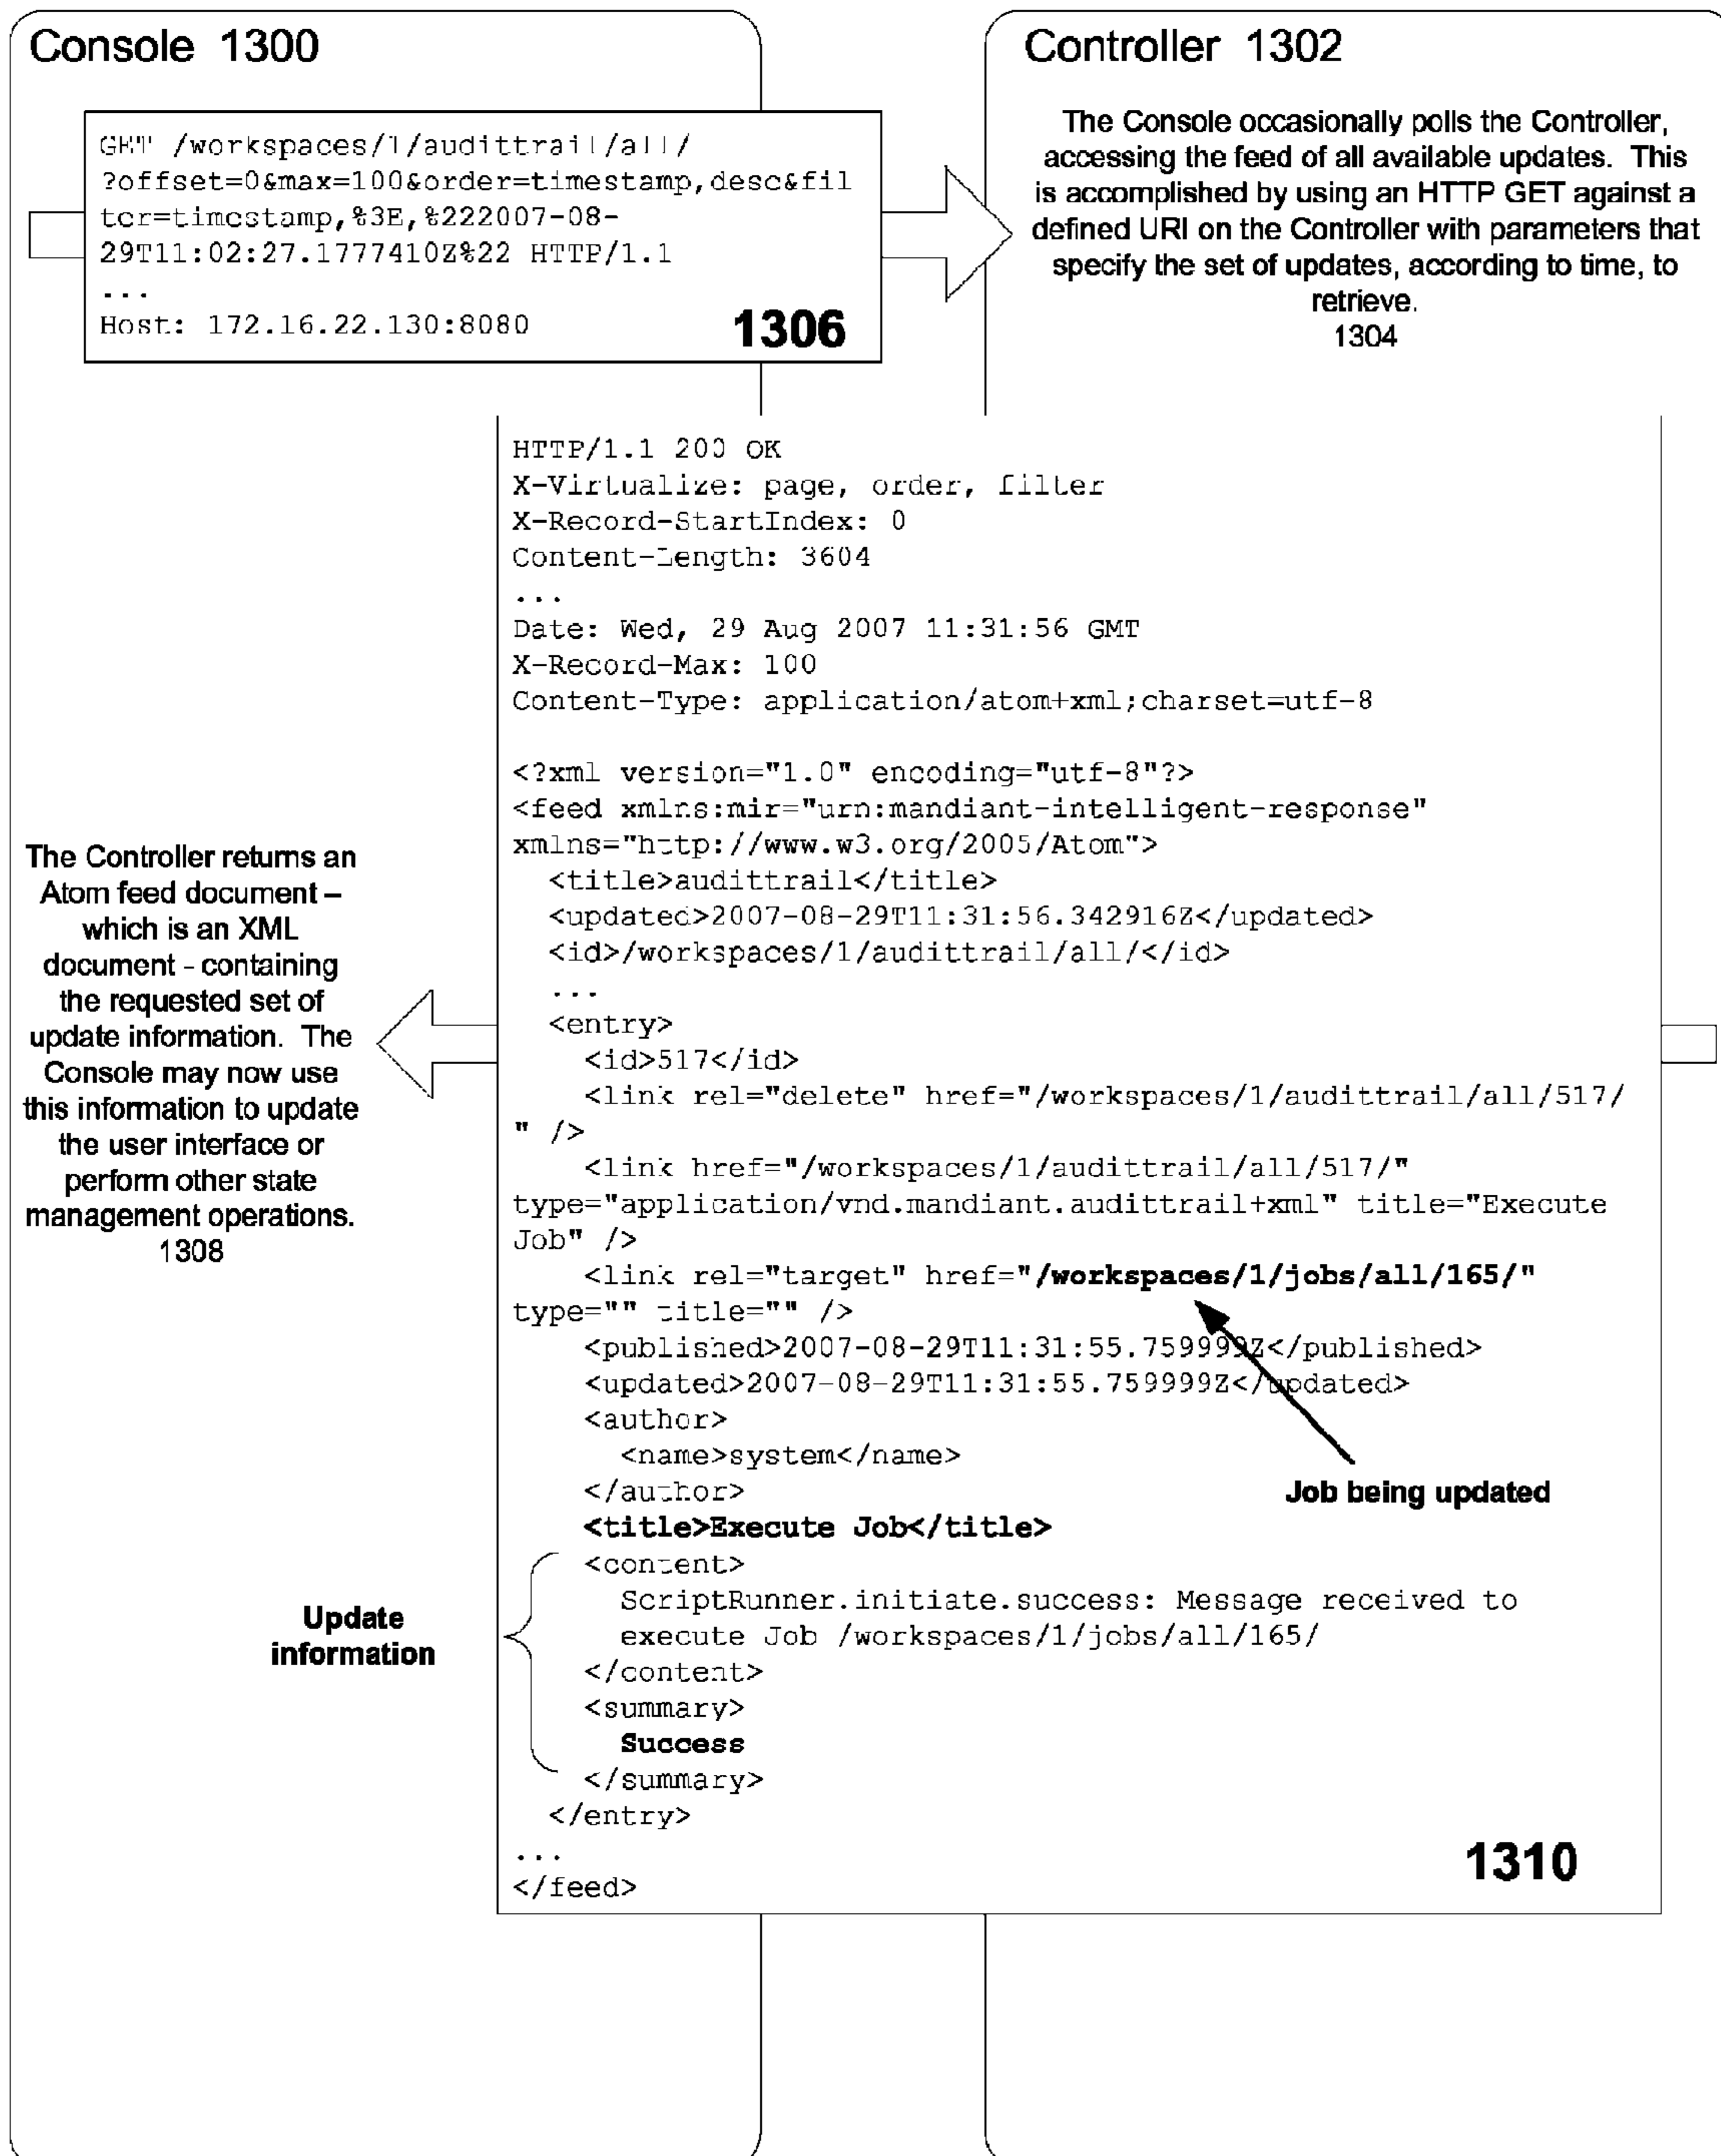 Console 1300
Controller 1302
GET /workspaces/1/audittrail/all/
?offset=0&max=100&order=timestamp,desc&fil
ter=timestamp,%3E,%222007-08-
29T11:02:27.1777410Z%22 HTTP/1.1
...
Host: 172.16.22.130:8080
1306
The Console occasionally polls the Controller,
accessing the feed of all available updates. This
is accomplished by using an HTTP GET against a
defined URI on the Controller with parameters that
specify the set of updates, according to time, to
retrieve.
1304
HTTP/1.1 200 OK
X-Virtualize: page, order, filter
X-Record-StartIndex: 0
Content-Length: 3604
...
Date: Wed, 29 Aug 2007 11:31:56 GMT
X-Record-Max: 100
Content-Type: application/atom+xml;charset=utf-8
<?xml version="1.0" encoding="utf-8"?>
<feed xmlns:mir="urn:mandiant-intelligent-response"
xmlns="http://www.w3.org/2005/Atom">
<title>audittrail</title>
<updated>2007-08-29T11:31:56.342916Z</updated>
<id>/workspaces/1/audittrail/all/</id>
...
<entry>
<id>517</id>
<link rel="delete" href="/workspaces/1/audittrail/all/517/
" />
<link href="/workspaces/1/audittrail/all/517/"
type="application/vnd.mandiant.audittrail+xml" title="Execute
Job" />
<link rel="target" href="/workspaces/1/jobs/all/165/"
type="" title="" />
<published>2007-08-29T11:31:55.759999Z</published>
<updated>2007-08-29T11:31:55.759999Z</updated>
<author>
<name>system</name>
</author>
<title>Execute Job</title>
<content>
ScriptRunner.initiate.success: Message received to
execute Job /workspaces/1/jobs/all/165/
</content>
<summary>
Success
</summary>
</entry>
...
</feed>
1310
The Controller returns an
Atom feed document –
which is an XML
document - containing
the requested set of
update information. The
Console may now use
this information to update
the user interface or
perform other state
management operations.
1308
Job being updated
Update
information